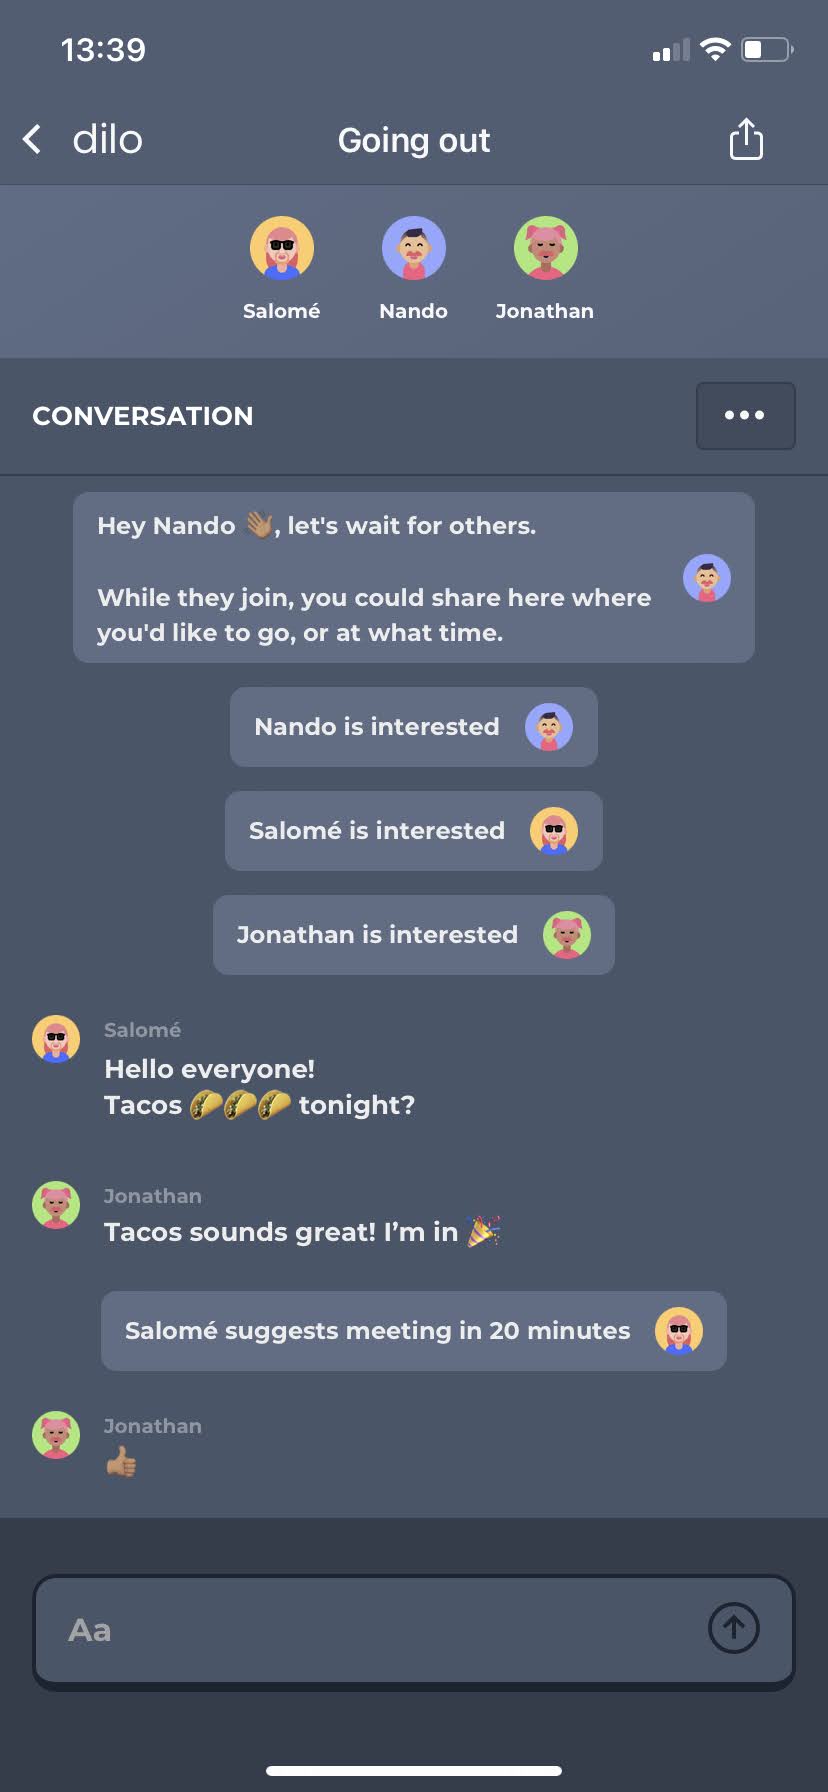 13:39
dilo
Going out
Salomé
Nando
Jonathan
CONVERSATION
Hey Nando 👋🏽, let's wait for others.
While they join, you could share here where
you'd like to go, or at what time.
Nando is interested
Salomé is interested
Jonathan is interested
Salomé
Hello everyone!
Tacos 🌮🌮🌮 tonight?
Jonathan
Tacos sounds great! I’m in 🎉
Salomé suggests meeting in 20 minutes
Jonathan
👍🏽
Aa